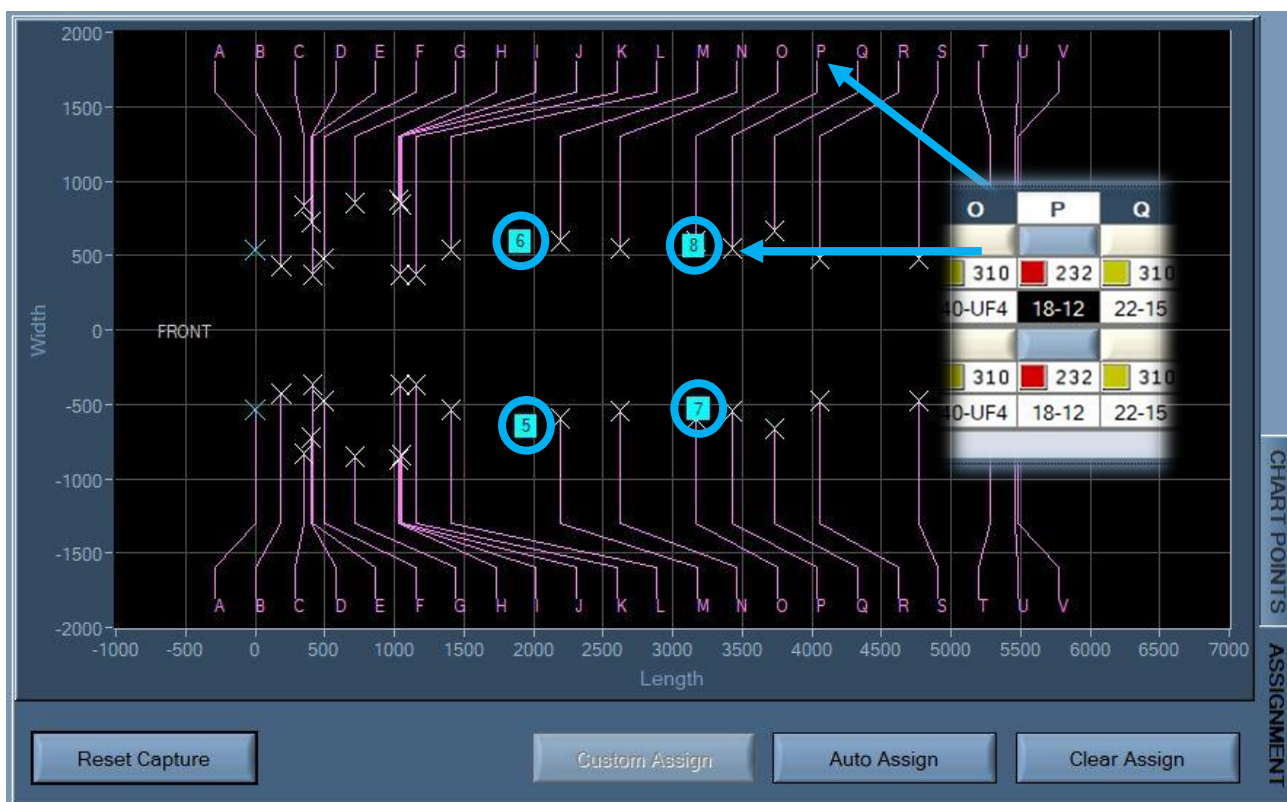 2000
A B C D E F G H I J K L M N O P Q R S T U V
1500
1000
O P Q
6 8
500
310 232 310
40-UF4 18-12 22-15
Width
0
FRONT
310 232 310
40-UF4 18-12 22-15
-500
5 7
-1000
CHART POINTS
-1500
A B C D E F G H I J K L M N O P Q R S T U V
-2000
-1000 -500 0 500 1000 1500 2000 2500 3000 3500 4000 4500 5000 5500 6000 6500 7000
Length
ASSIGNMENT
Reset Capture
Custom Assign
Auto Assign
Clear Assign